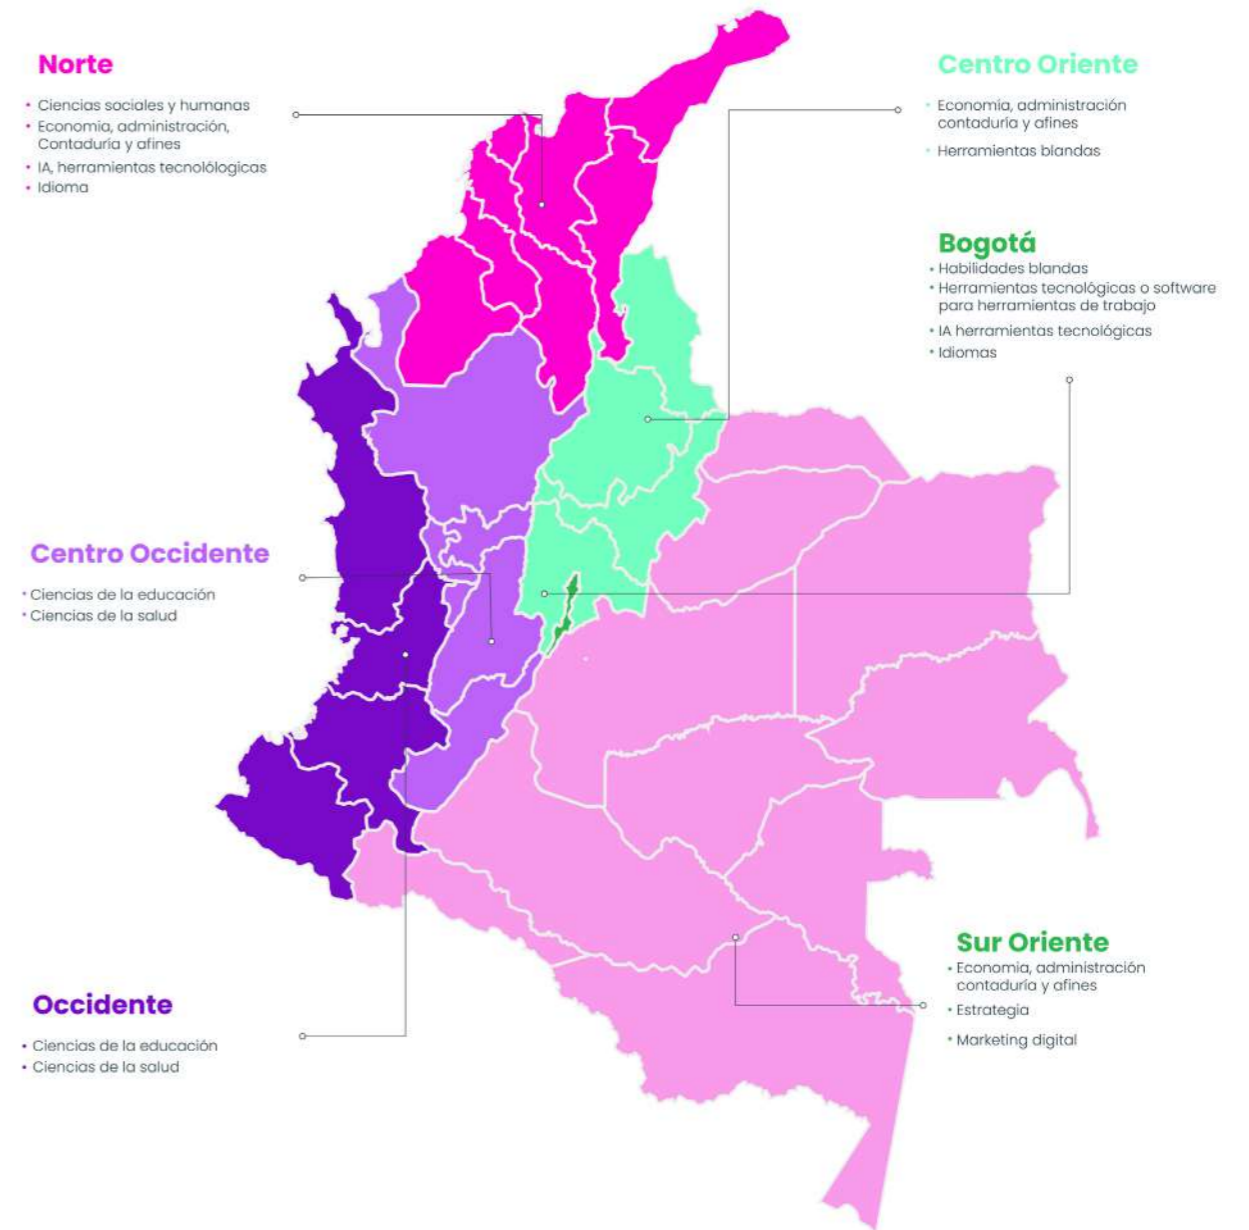 Norte
• Ciencias sociales y humanas
• Economia, administración,
Contaduría y afines
• IA, herramientas tecnolólogicas
• Idioma
Centro Oriente
• Economia, administración
contaduría y afines
• Herramientas blandas
Bogotá
• Habilidades blandas
• Herramientas tecnológicas o software
para herramientas de trabajo
• IA herramientas tecnológicas
• Idiomas
Centro Occidente
• Ciencias de la educación
• Ciencias de la salud
Occidente
• Ciencias de la educación
• Ciencias de la salud
Sur Oriente
• Economia, administración
contaduría y afines
• Estrategia
• Marketing digital